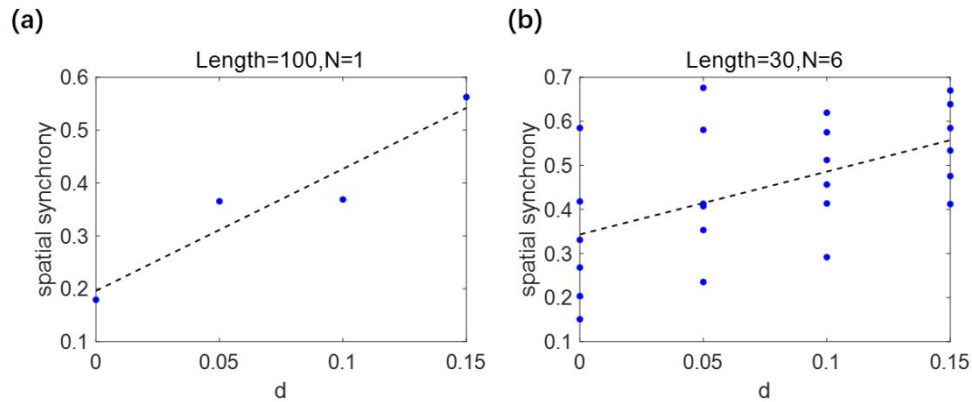 (a)
Length=100,N=1
spatial synchrony
0.6
0.5
0.4
0.3
0.2
0.1
0 0.05 0.1 0.15
d
(b)
Length=30,N=6
spatial synchrony
0.7
0.6
0.5
0.4
0.3
0.2
0.1
0 0.05 0.1 0.15
d